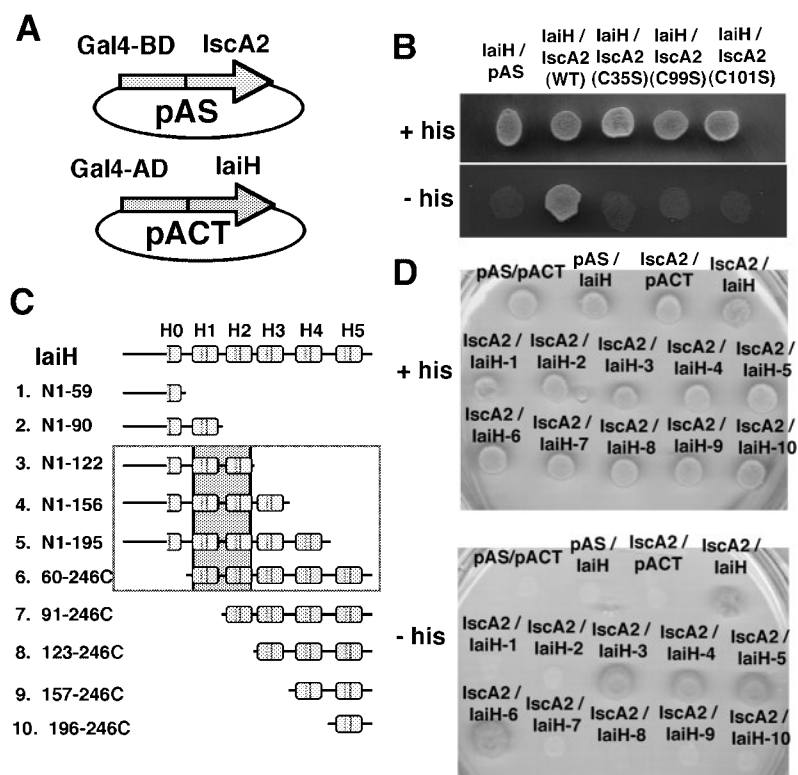 A
Gal4-BD IscA2
pAS
Gal4-AD IaiH
pACT
B
IaiH / pAS
IaiH / IscA2 (WT)
IaiH / IscA2 (C35S)
IaiH / IscA2 (C99S)
IaiH / IscA2 (C101S)
+ his
- his
C
H0 H1 H2 H3 H4 H5
IaiH
1. N1-59
2. N1-90
3. N1-122
4. N1-156
5. N1-195
6. 60-246C
7. 91-246C
8. 123-246C
9. 157-246C
10. 196-246C
D
pAS/pACT
pAS / IaiH
IscA2 / pACT
IscA2 / IaiH
+ his
IscA2 / IaiH-1
IscA2 / IaiH-2
IscA2 / IaiH-3
IscA2 / IaiH-4
IscA2 / IaiH-5
IscA2 / IaiH-6
IscA2 / IaiH-7
IscA2 / IaiH-8
IscA2 / IaiH-9
IscA2 / IaiH-10
pAS/pACT
pAS / IaiH
IscA2 / pACT
IscA2 / IaiH
- his
IscA2 / IaiH-1
IscA2 / IaiH-2
IscA2 / IaiH-3
IscA2 / IaiH-4
IscA2 / IaiH-5
IscA2 / IaiH-6
IscA2 / IaiH-7
IscA2 / IaiH-8
IscA2 / IaiH-9
IscA2 / IaiH-10